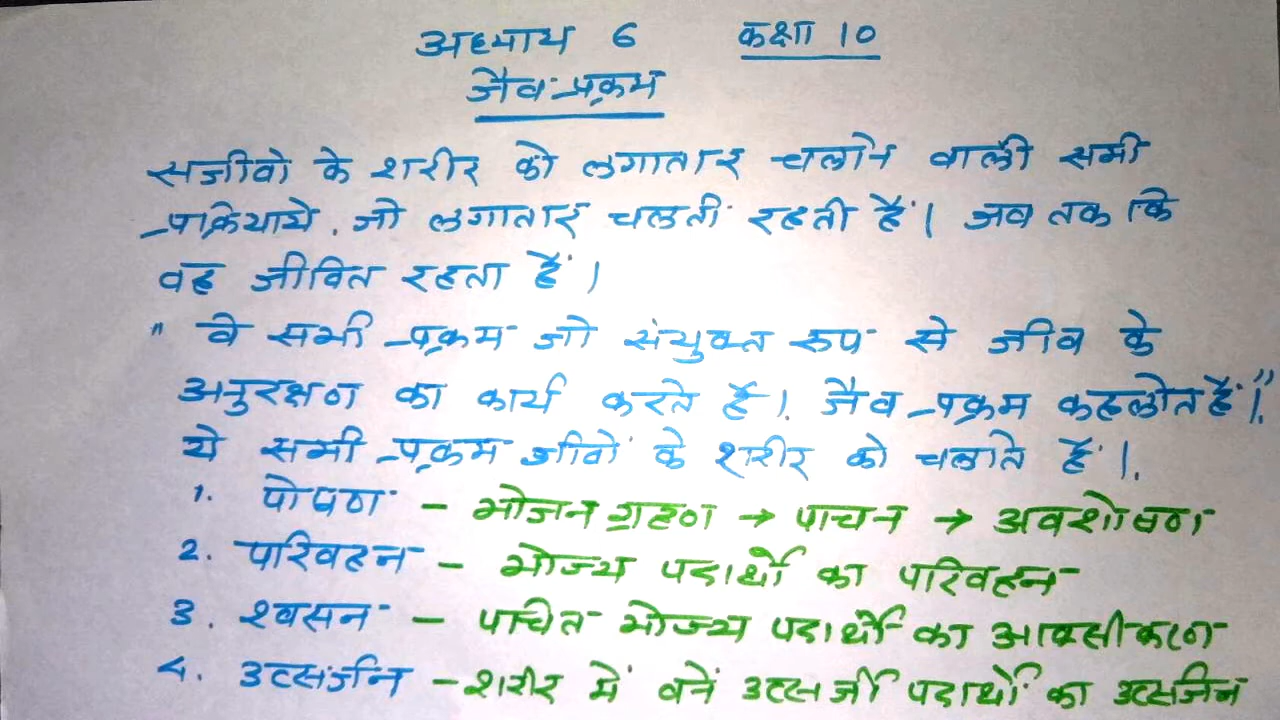 अध्याय 6 कक्षा 10
जैव प्रक्रम
सजीवो के शरीर को लगातार चलाने वाली सभी
प्रक्रियाये जो लगातार चलती रहती हैं। जब तक कि
वह जीवित रहता है।
" वे सभी प्रक्रम जो संयुक्त रुप से जीव के
अनुरक्षण का कार्य करते हैं। जैव प्रक्रम कहलाते हैं।"
ये सभी प्रक्रम जीवों के शरीर को चलाते हैं।
1. पोषण - भोजन ग्रहण → पाचन → अवशोषण
2. परिवहन - भोज्य पदार्थो का परिवहन
3. श्वसन - पाचित भोज्य पदार्थो का आक्सीकरण
4. उत्सर्जन - शरीर में बनें उत्सर्जी पदार्थो का उत्सर्जन